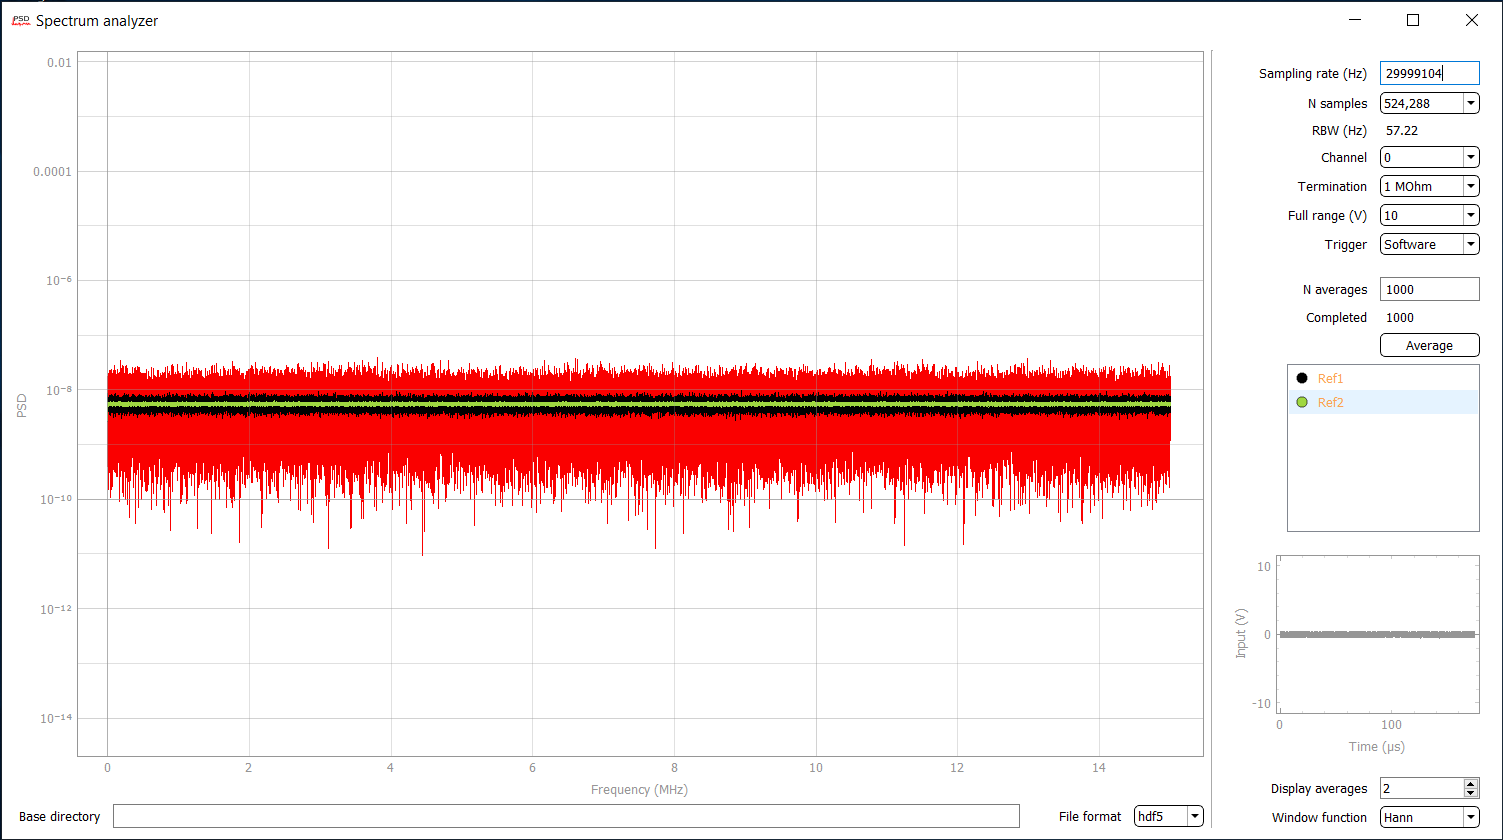 PSD
Spectrum analyzer
0.01
0.0001
10⁻⁶
10⁻⁸
10⁻¹⁰
10⁻¹²
10⁻¹⁴
PSD
0 2 4 6 8 10 12 14
Frequency (MHz)
Base directory
File format hdf5
Sampling rate (Hz) 29999104
N samples 524,288
RBW (Hz) 57.22
Channel 0
Termination 1 MOhm
Full range (V) 10
Trigger Software
N averages 1000
Completed 1000
Average
Ref1
Ref2
10
0
-10
Input (V)
0 100
Time (µs)
Display averages 2
Window function Hann